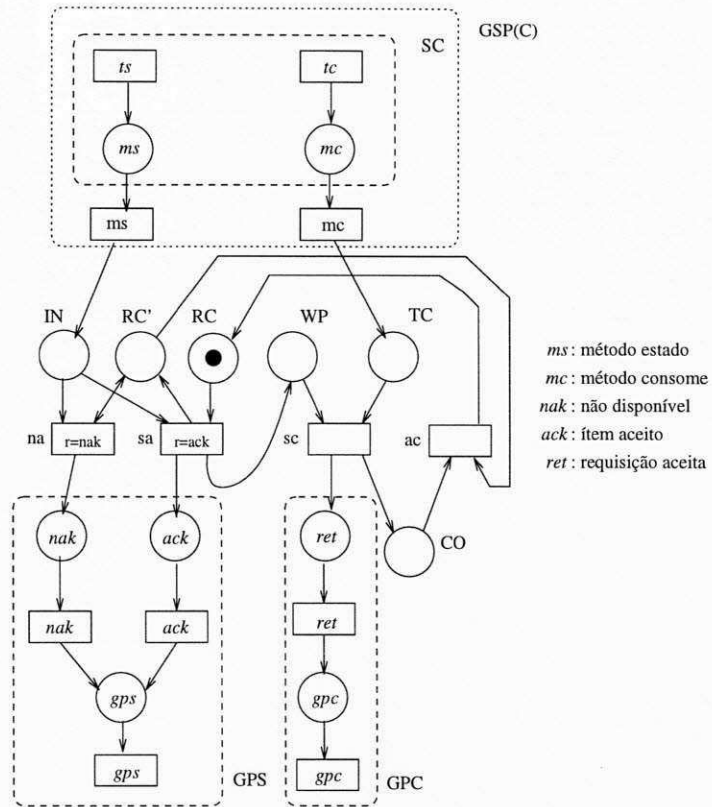 GSP(C)
SC
ts
tc
ms
mc
ms
mc
IN
RC'
RC
WP
TC
ms : método estado
mc : método consome
nak : não disponível
ack : ítem aceito
ret : requisição aceita
na
r=nak
sa
r=ack
sc
ac
nak
ack
ret
CO
nak
ack
ret
gps
gpc
gps
GPS
gpc
GPC